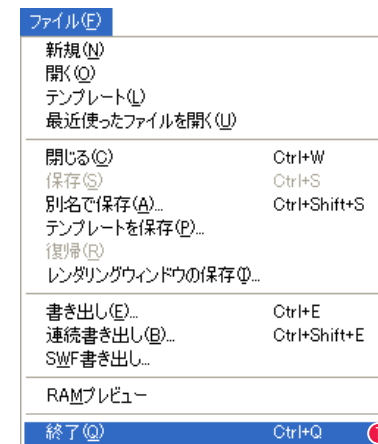 ファイル(F)
新規(N)
開く(O)
テンプレート(L)
最近使ったファイルを開く(U)
閉じる(C) Ctrl+W
保存(S) Ctrl+S
別名で保存(A)... Ctrl+Shift+S
テンプレートを保存(P)...
復帰(R)
レンダリングウィンドウの保存(I)...
書き出し(E)... Ctrl+E
連続書き出し(B)... Ctrl+Shift+E
SWF書き出し...
RAMプレビュー
終了(Q) Ctrl+Q